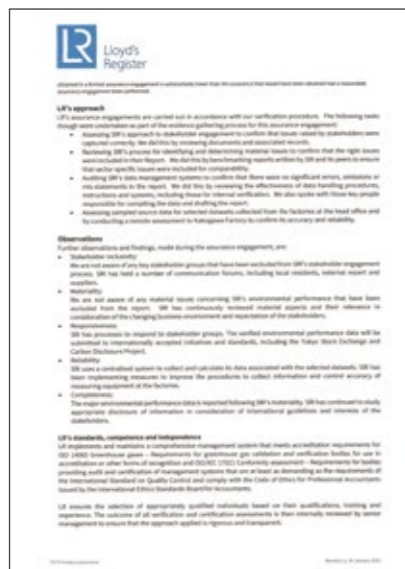 LR
Lloyd's
Register
obtained in a limited assurance engagement is substantially lower than the assurance that would have been obtained had a reasonable
assurance engagement been performed.
LR's approach
LR's assurance engagements are carried out in accordance with our verification procedure. The following tasks
though were undertaken as part of the evidence gathering process for this assurance engagement:
• Assessing SRI's approach to stakeholder engagement to confirm that issues raised by stakeholders were
captured correctly. We did this by reviewing documents and associated records.
• Reviewing SRI's process for identifying and determining material issues to confirm that the right issues
were included in their Report. We did this by benchmarking reports written by SRI and its peers to ensure
that sector specific issues were included for comparability.
• Auditing SRI's data management systems to confirm that there were no significant errors, omissions or
mis-statements in the report. We did this by reviewing the effectiveness of data handling procedures,
instructions and systems, including those for internal verification. We also spoke with those key people
responsible for compiling the data and drafting the report.
• Assessing sampled source data for selected datasets collected from the factories at the head office and
by conducting a remote assessment to Kakogawa Factory to confirm its accuracy and reliability.
Observations
Further observations and findings, made during the assurance engagement, are:
• Stakeholder inclusivity:
We are not aware of any key stakeholder groups that have been excluded from SRI's stakeholder engagement
process. SRI has held a number of communication forums, including local residents, external expert and
suppliers.
• Materiality:
We are not aware of any material issues concerning SRI's environmental performance that have been
excluded from the report. SRI has continuously reviewed material aspects and their relevance in
consideration of the changing business environment and expectation of the stakeholders.
• Responsiveness:
SRI has processes to respond to stakeholder groups. The verified environmental performance data will be
submitted to internationally accepted initiatives and standards, including the Tokyo Stock Exchange and
Carbon Disclosure Project.
• Reliability:
SRI uses a centralised system to collect and calculate its data associated with the selected datasets. SRI has
been implementing measures to improve the procedures to collect information and control accuracy of
measuring equipment at the factories.
• Completeness:
The major environmental performance data is reported following SRI's materiality. SRI has continued to study
appropriate disclosure of information in consideration of international guidelines and interests of the
stakeholders.
LR's standards, competence and independence
LR implements and maintains a comprehensive management system that meets accreditation requirements for
ISO 14065 Greenhouse gases – Requirements for greenhouse gas validation and verification bodies for use in
accreditation or other forms of recognition and ISO/IEC 17021 Conformity assessment – Requirements for bodies
providing audit and certification of management systems that are at least as demanding as the requirements of
the International Standard on Quality Control and comply with the Code of Ethics for Professional Accountants
issued by the International Ethics Standards Board for Accountants.
LR ensures the selection of appropriately qualified individuals based on their qualifications, training and
experience. The outcome of all verification and certification assessments is then internally reviewed by senior
management to ensure that the approach applied is rigorous and transparent.